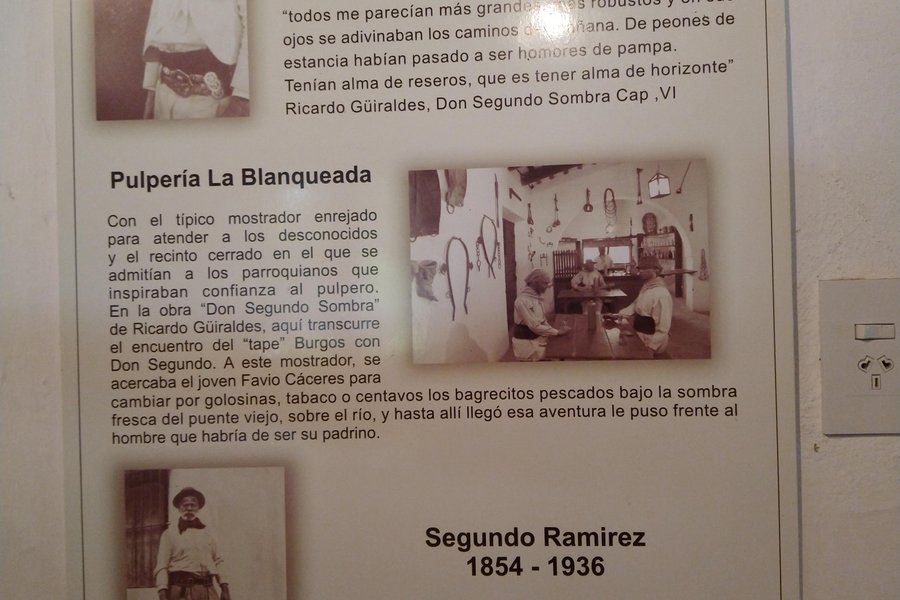 “todos me parecían más grandes, más robustos y en sus
ojos se adivinaban los caminos de mañana. De peones de
estancia habían pasado a ser hombres de pampa.
Tenían alma de reseros, que es tener alma de horizonte”
Ricardo Güiraldes, Don Segundo Sombra Cap ,VI
Pulpería La Blanqueada
Con el típico mostrador enrejado
para atender a los desconocidos
y el recinto cerrado en el que se
admitían a los parroquianos que
inspiraban confianza al pulpero.
En la obra “Don Segundo Sombra”
de Ricardo Güiraldes, aquí transcurre
el encuentro del “tape” Burgos con
Don Segundo. A este mostrador, se
acercaba el joven Favio Cáceres para
cambiar por golosinas, tabaco o centavos los bagrecitos pescados bajo la sombra
fresca del puente viejo, sobre el río, y hasta allí llegó esa aventura le puso frente al
hombre que habría de ser su padrino.
Segundo Ramirez
1854 - 1936